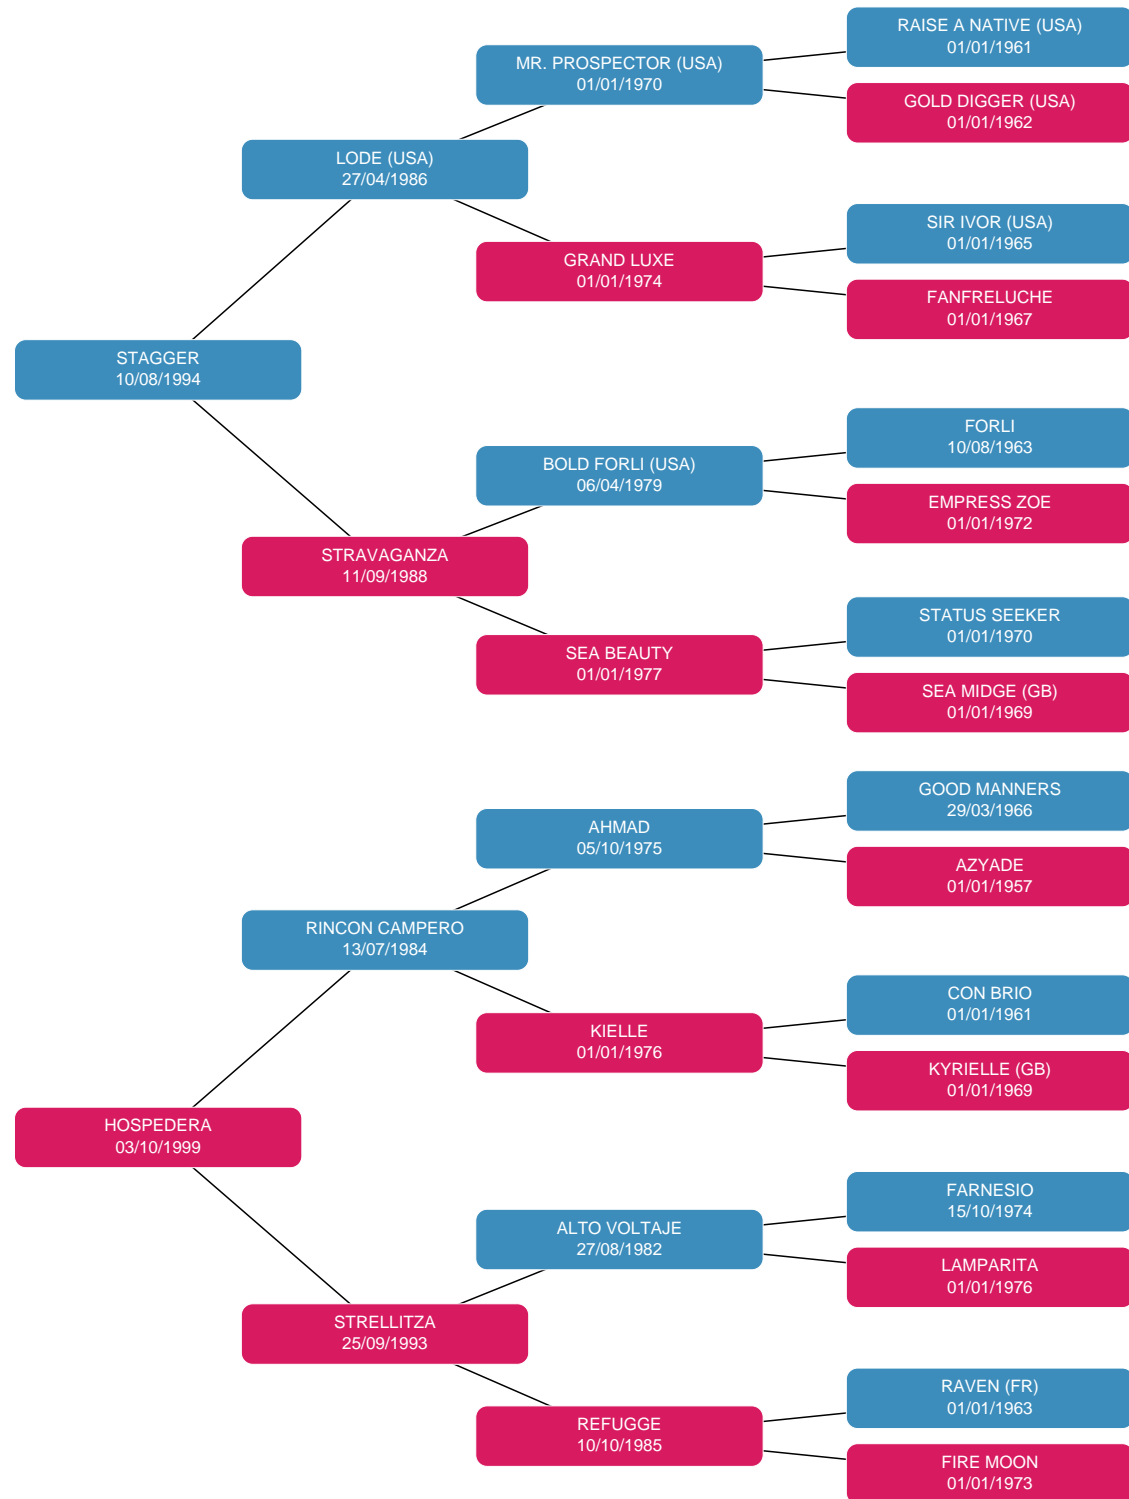 RAISE A NATIVE (USA)
01/01/1961
MR. PROSPECTOR (USA)
01/01/1970
GOLD DIGGER (USA)
01/01/1962
LODE (USA)
27/04/1986
SIR IVOR (USA)
01/01/1965
GRAND LUXE
01/01/1974
FANFRELUCHE
01/01/1967
STAGGER
10/08/1994
FORLI
10/08/1963
BOLD FORLI (USA)
06/04/1979
EMPRESS ZOE
01/01/1972
STRAVAGANZA
11/09/1988
STATUS SEEKER
01/01/1970
SEA BEAUTY
01/01/1977
SEA MIDGE (GB)
01/01/1969
GOOD MANNERS
29/03/1966
AHMAD
05/10/1975
AZYADE
01/01/1957
RINCON CAMPERO
13/07/1984
CON BRIO
01/01/1961
KIELLE
01/01/1976
KYRIELLE (GB)
01/01/1969
HOSPEDERA
03/10/1999
FARNESIO
15/10/1974
ALTO VOLTAJE
27/08/1982
LAMPARITA
01/01/1976
STRELLITZA
25/09/1993
RAVEN (FR)
01/01/1963
REFUGGE
10/10/1985
FIRE MOON
01/01/1973